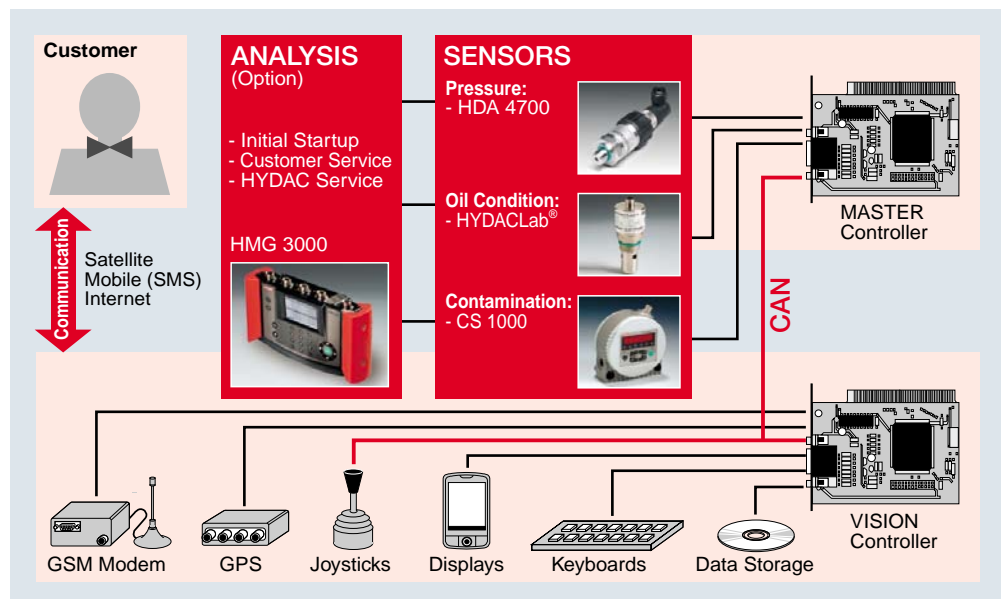 Customer
Communication
Satellite
Mobile (SMS)
Internet
ANALYSIS
(Option)
- Initial Startup
- Customer Service
- HYDAC Service
HMG 3000
SENSORS
Pressure:
- HDA 4700
Oil Condition:
- HYDACLab®
Contamination:
- CS 1000
MASTER
Controller
CAN
VISION
Controller
GSM Modem
GPS
Joysticks
Displays
Keyboards
Data Storage